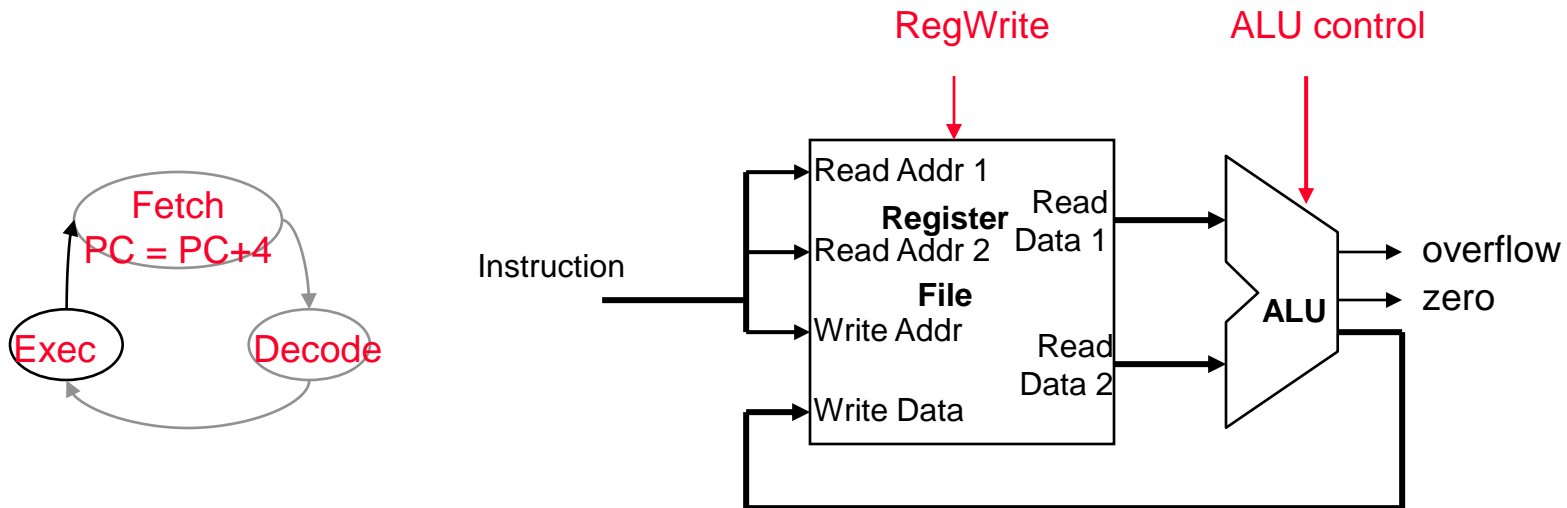 RegWrite
ALU control
Fetch
PC = PC+4
Exec
Decode
Instruction
Read Addr 1
Register
Read Addr 2
File
Write Addr
Write Data
Read
Data 1
Read
Data 2
ALU
overflow
zero